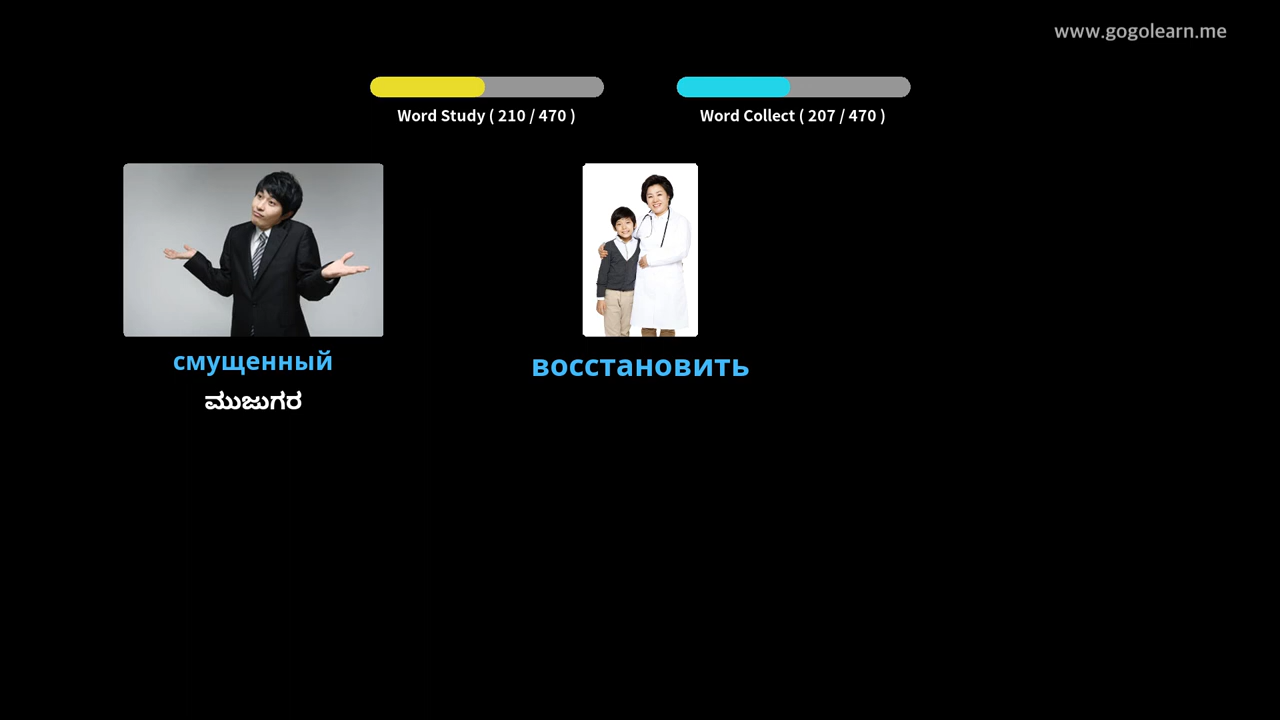 www.gogolearn.me
Word Study ( 210 / 470 )
Word Collect ( 207 / 470 )
смущенный
ಮುಜುಗರ
восстановить